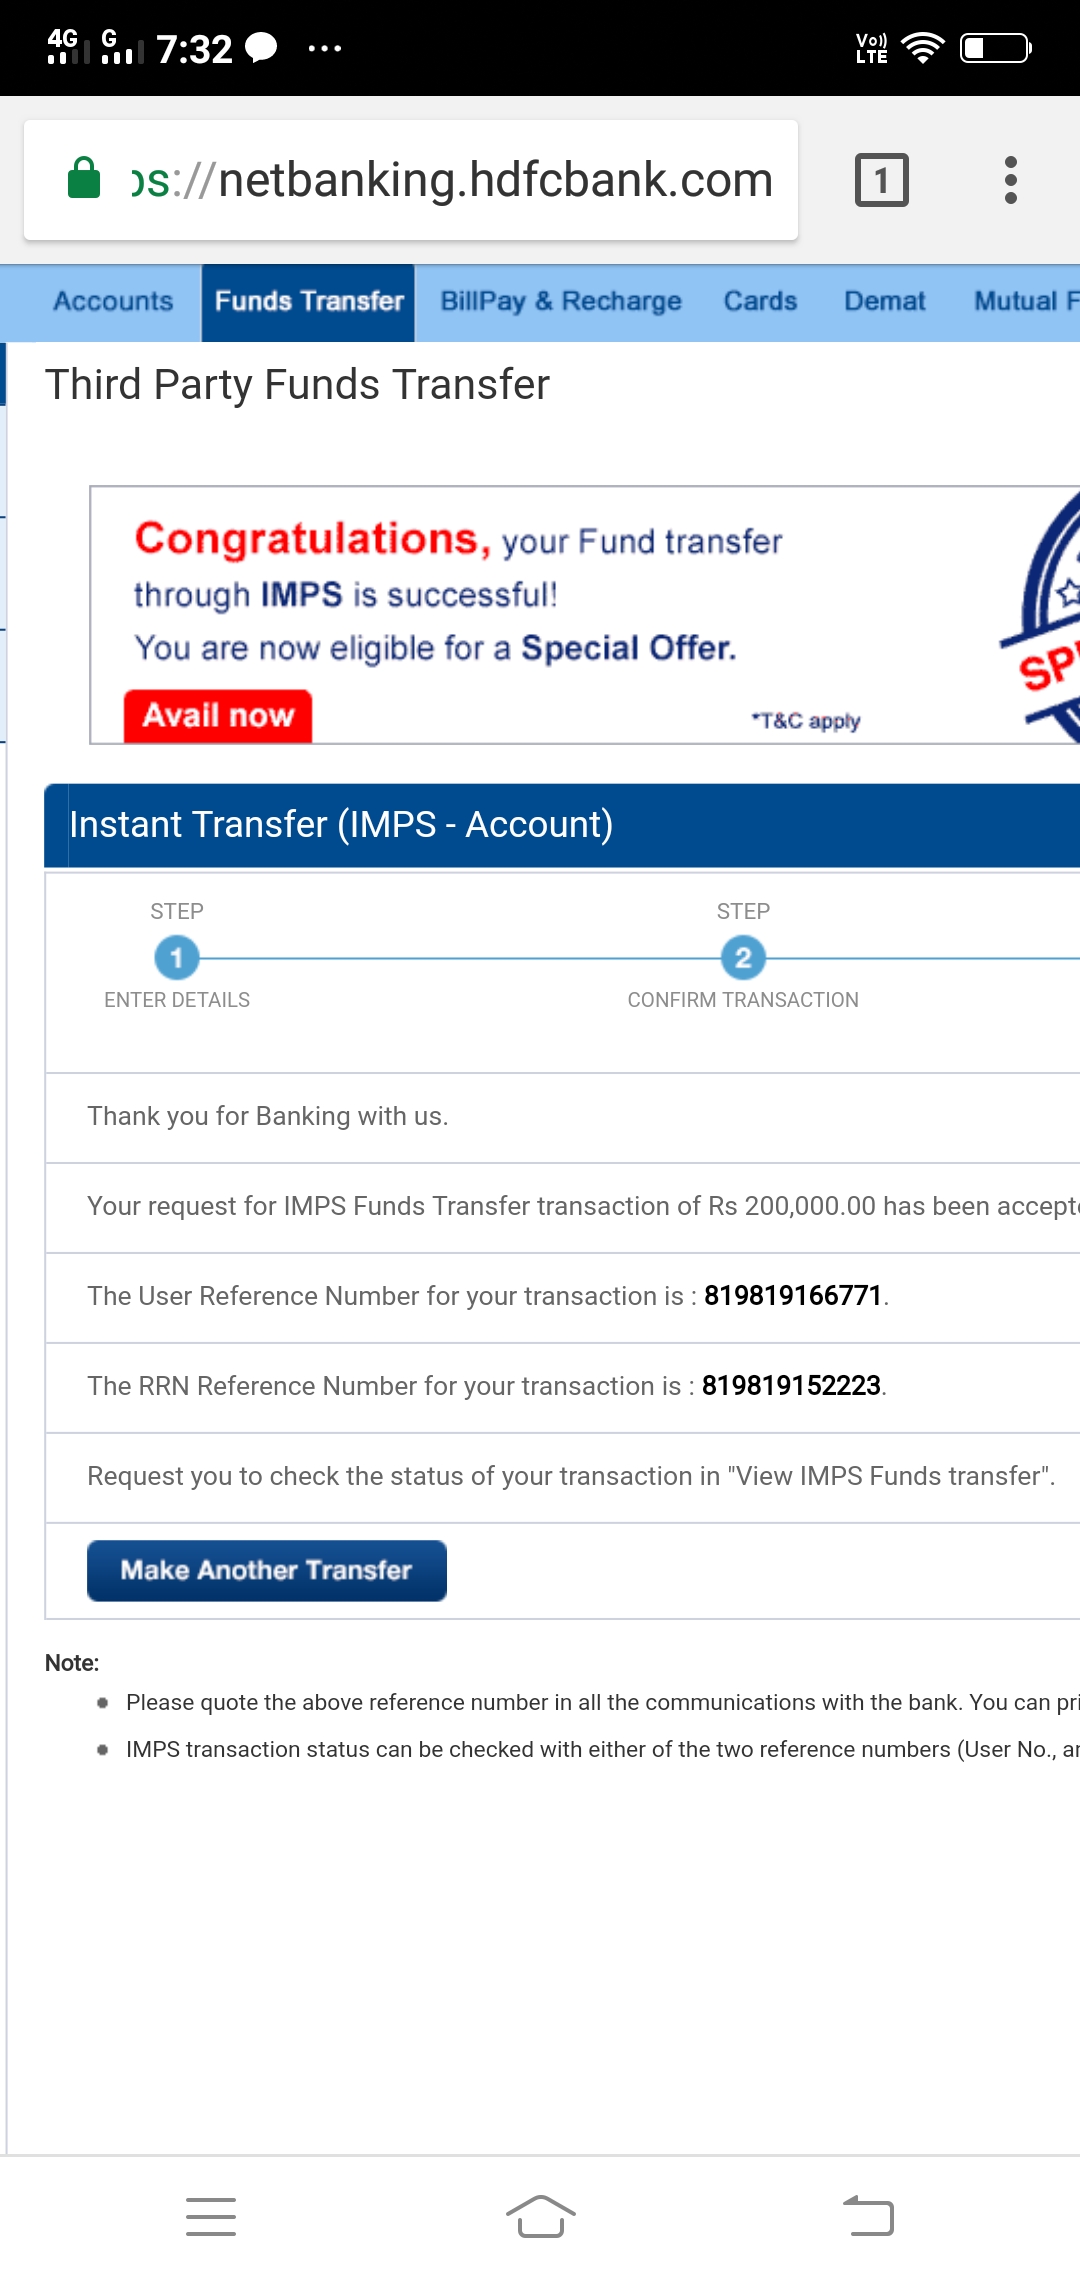 4G G 7:32 ...
Vo)) LTE
ps://netbanking.hdfcbank.com
1
Accounts Funds Transfer BillPay & Recharge Cards Demat Mutual F
Third Party Funds Transfer
Congratulations, your Fund transfer
through IMPS is successful!
You are now eligible for a Special Offer.
SP
Avail now
*T&C apply
Instant Transfer (IMPS - Account)
STEP STEP
1 2
ENTER DETAILS CONFIRM TRANSACTION
Thank you for Banking with us.
Your request for IMPS Funds Transfer transaction of Rs 200,000.00 has been accept
The User Reference Number for your transaction is : 819819166771.
The RRN Reference Number for your transaction is : 819819152223.
Request you to check the status of your transaction in "View IMPS Funds transfer".
Make Another Transfer
Note:
Please quote the above reference number in all the communications with the bank. You can pri
IMPS transaction status can be checked with either of the two reference numbers (User No., a